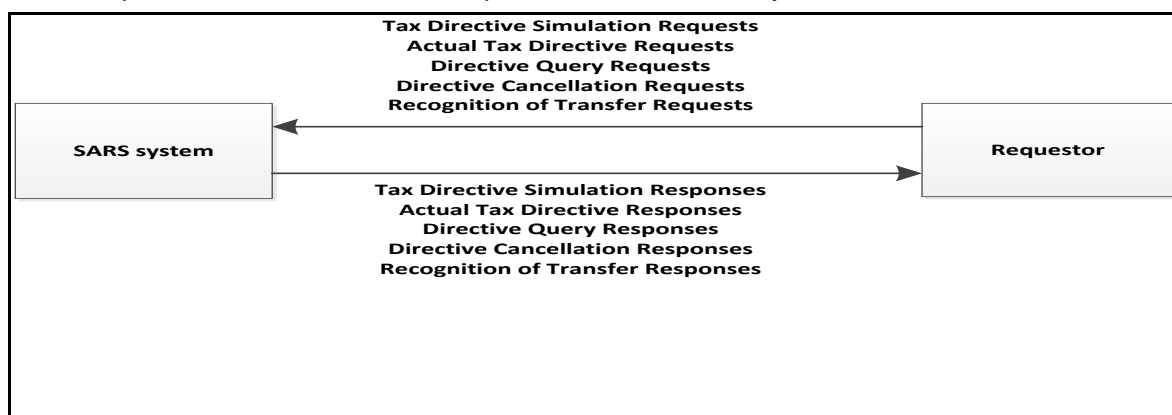 Tax Directive Simulation Requests
Actual Tax Directive Requests
Directive Query Requests
Directive Cancellation Requests
Recognition of Transfer Requests
SARS system
Requestor
Tax Directive Simulation Responses
Actual Tax Directive Responses
Directive Query Responses
Directive Cancellation Responses
Recognition of Transfer Responses